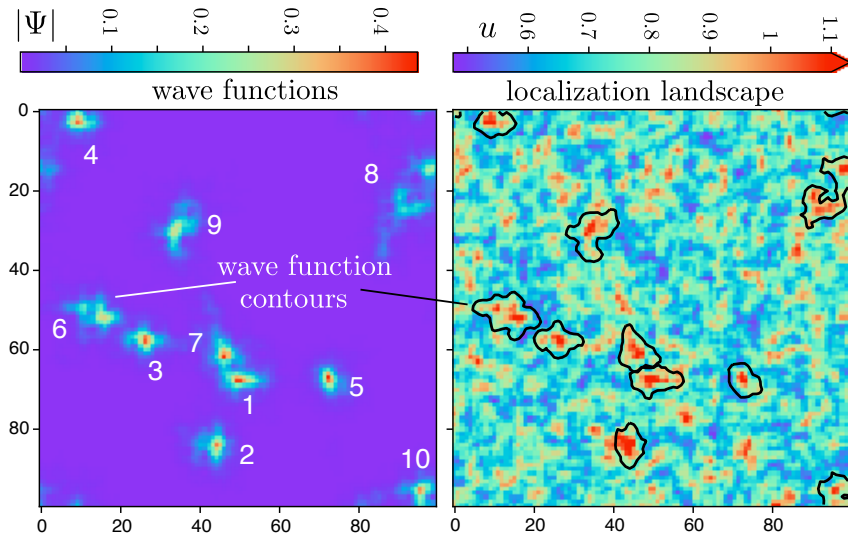 |Ψ| 0.1 0.2 0.3 0.4
u 0.6 0.7 0.8 0.9 1 1.1
wave functions
localization landscape
0
20
40
60
80
4
8
9
wave function
contours
6
7
3
1
5
2
10
0 20 40 60 80
0 20 40 60 80